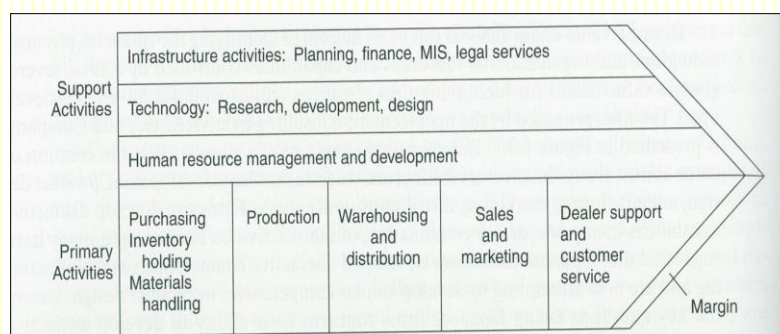 Infrastructure activities: Planning, finance, MIS, legal services
Support
Activities
Technology: Research, development, design
Human resource management and development
Primary
Activities
Purchasing
Inventory
holding
Materials
handling
Production
Warehousing
and
distribution
Sales
and
marketing
Dealer support
and
customer
service
Margin